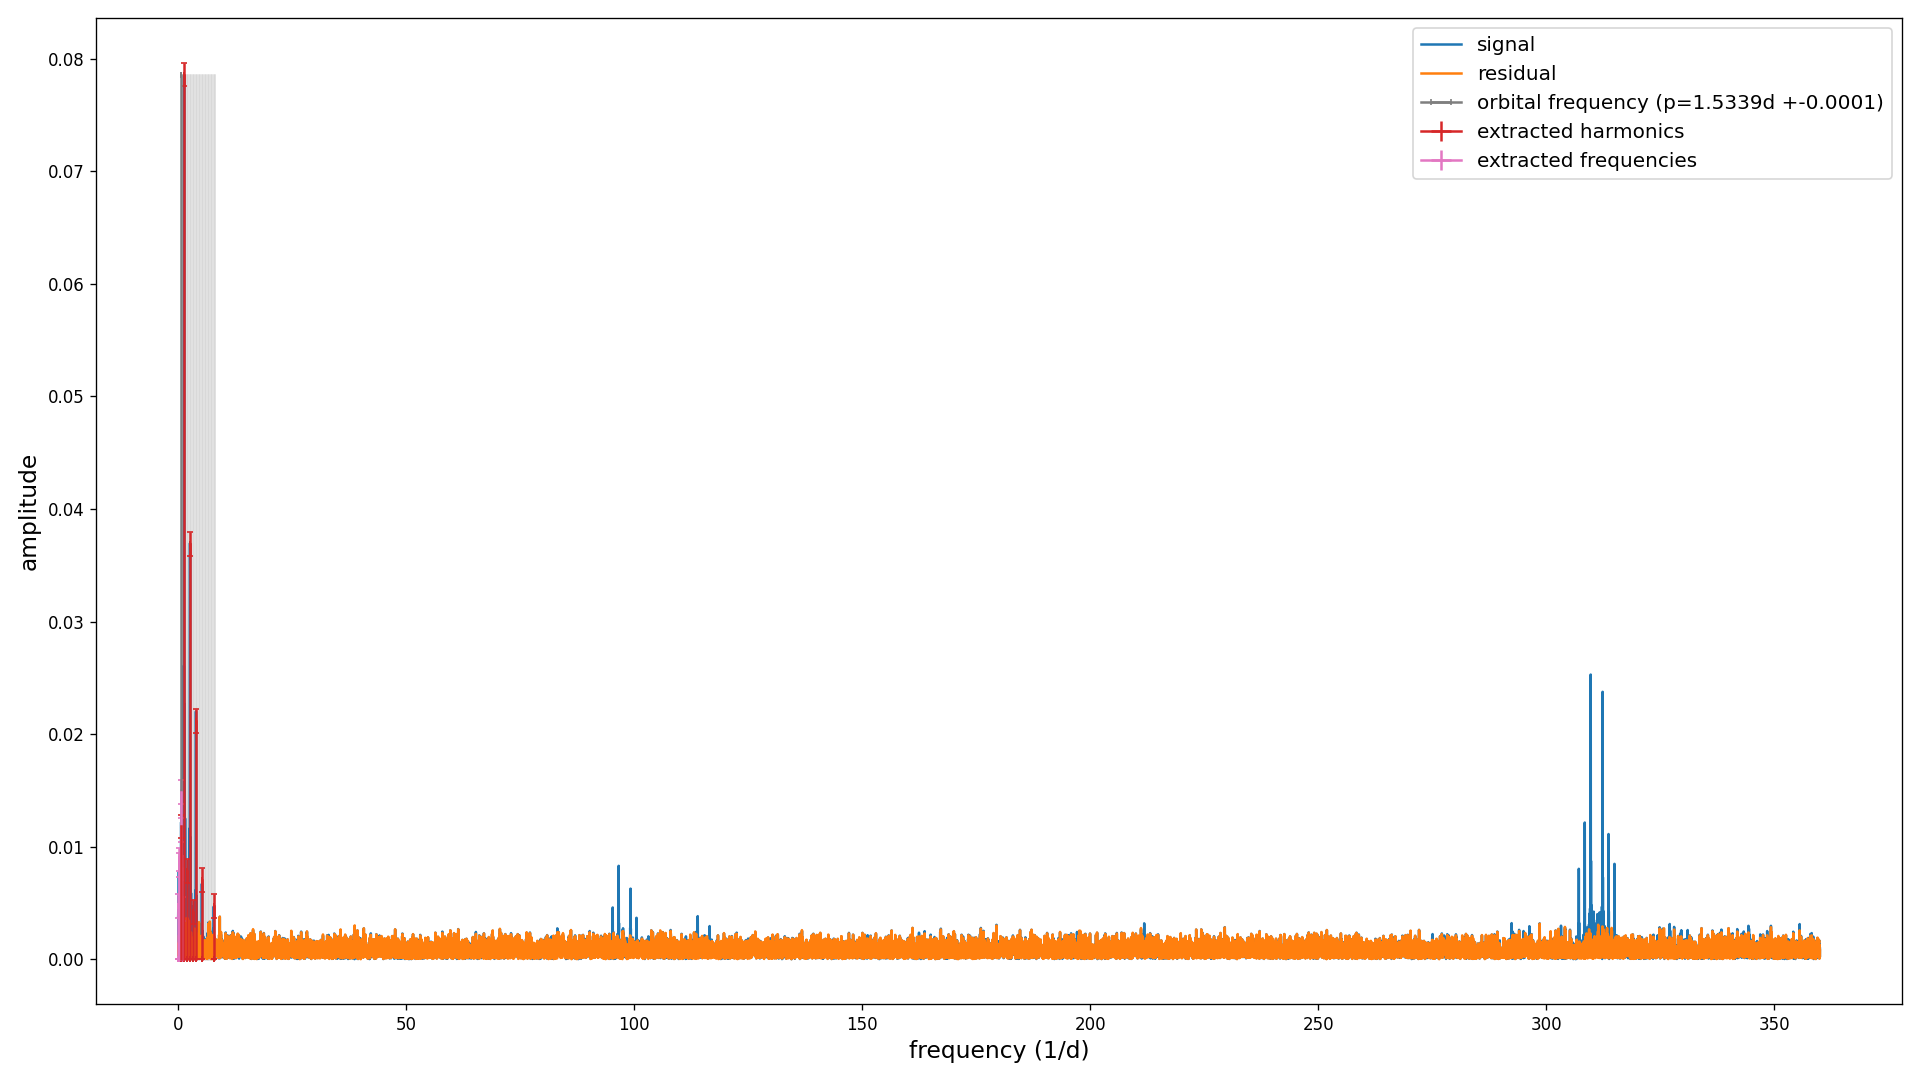 signal
residual
orbital frequency (p=1.5339d +-0.0001)
extracted harmonics
extracted frequencies
0.08
0.07
0.06
0.05
0.04
0.03
0.02
0.01
0.00
amplitude
0 50 100 150 200 250 300 350
frequency (1/d)